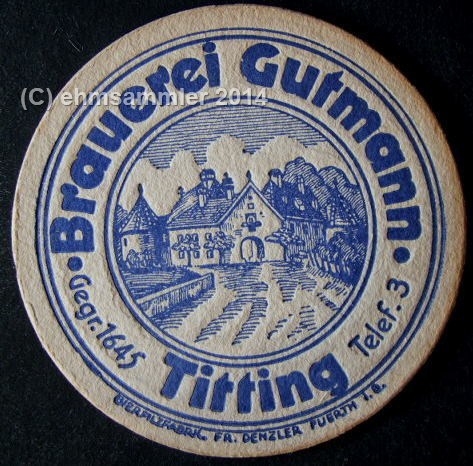 (C) ehmsammler 2014
• Brauerei Gutmann •
Gegr. 1645
Titting
Telef. 3
BIERFILZFABRIK. FR. DENZLER FUERTH I. B.